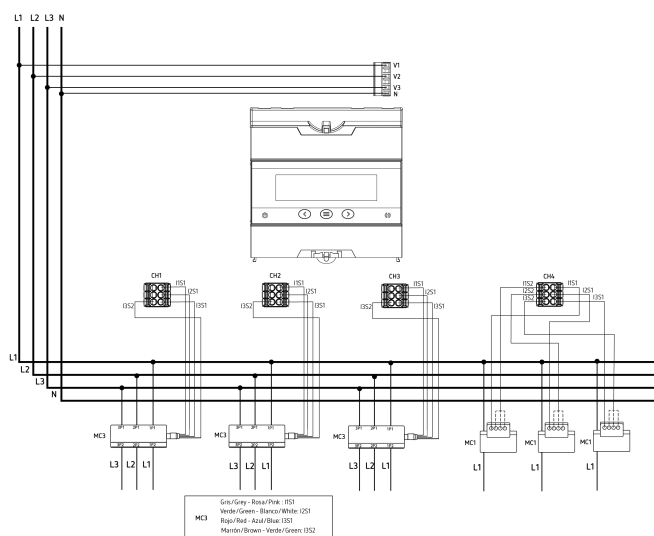 L1 L2 L3 N
V1
V2
V3
N
CH1
I1S1
I2S1
I3S2
I3S1
CH2
I1S1
I2S1
I3S2
I3S1
CH3
I1S1
I2S1
I3S2
I3S1
CH4
I1S2
I2S2
I3S2
I1S1
I2S1
I3S1
L1
L2
L3
N
MC3
3P1 2P1 1P1
3P2 2P2 1P2
L3 L2 L1
MC3
3P1 2P1 1P1
3P2 2P2 1P2
L3 L2 L1
MC3
3P1 2P1 1P1
3P2 2P2 1P2
L3 L2 L1
MC1
L1
MC1
L1
MC1
L1
MC3
Gris/Grey - Rosa/Pink : I1S1
Verde/Green - Blanco/White: I2S1
Rojo/Red - Azul/Blue: I3S1
Marrón/Brown - Verde/Green: I3S2